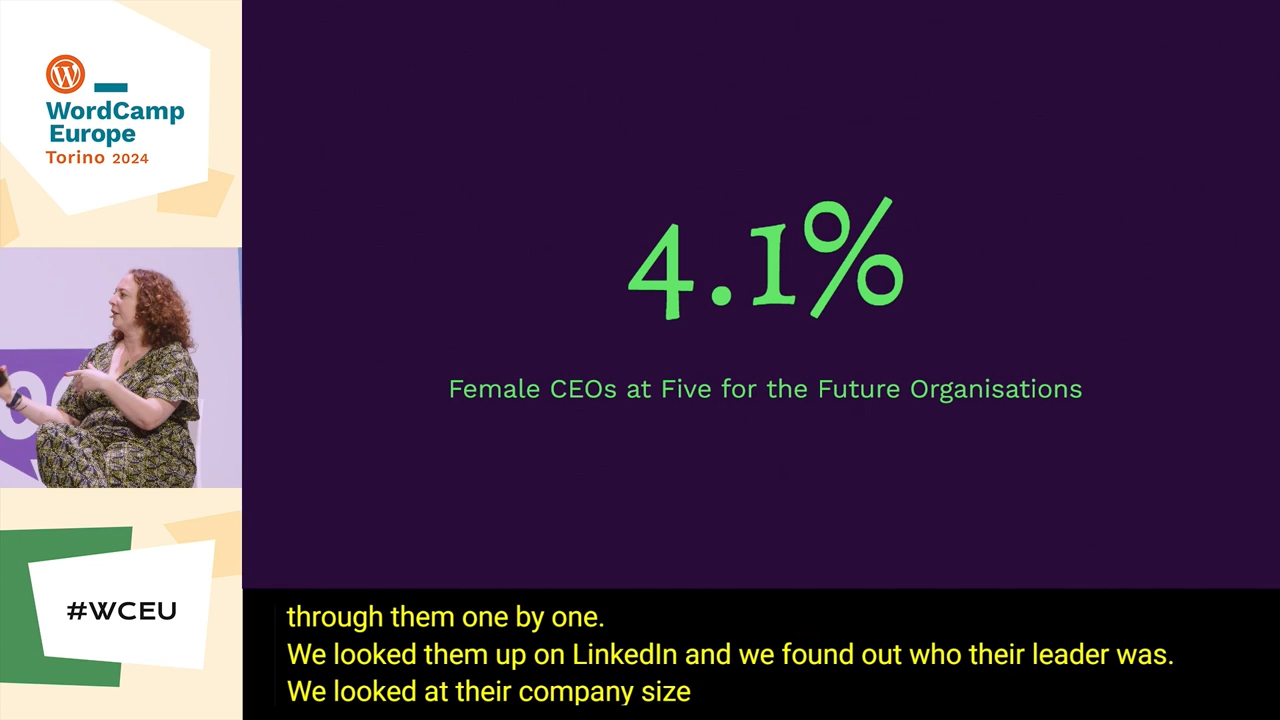 WordCamp
Europe
Torino 2024
4.1%
Female CEOs at Five for the Future Organisations
#WCEU
through them one by one.
We looked them up on LinkedIn and we found out who their leader was.
We looked at their company size